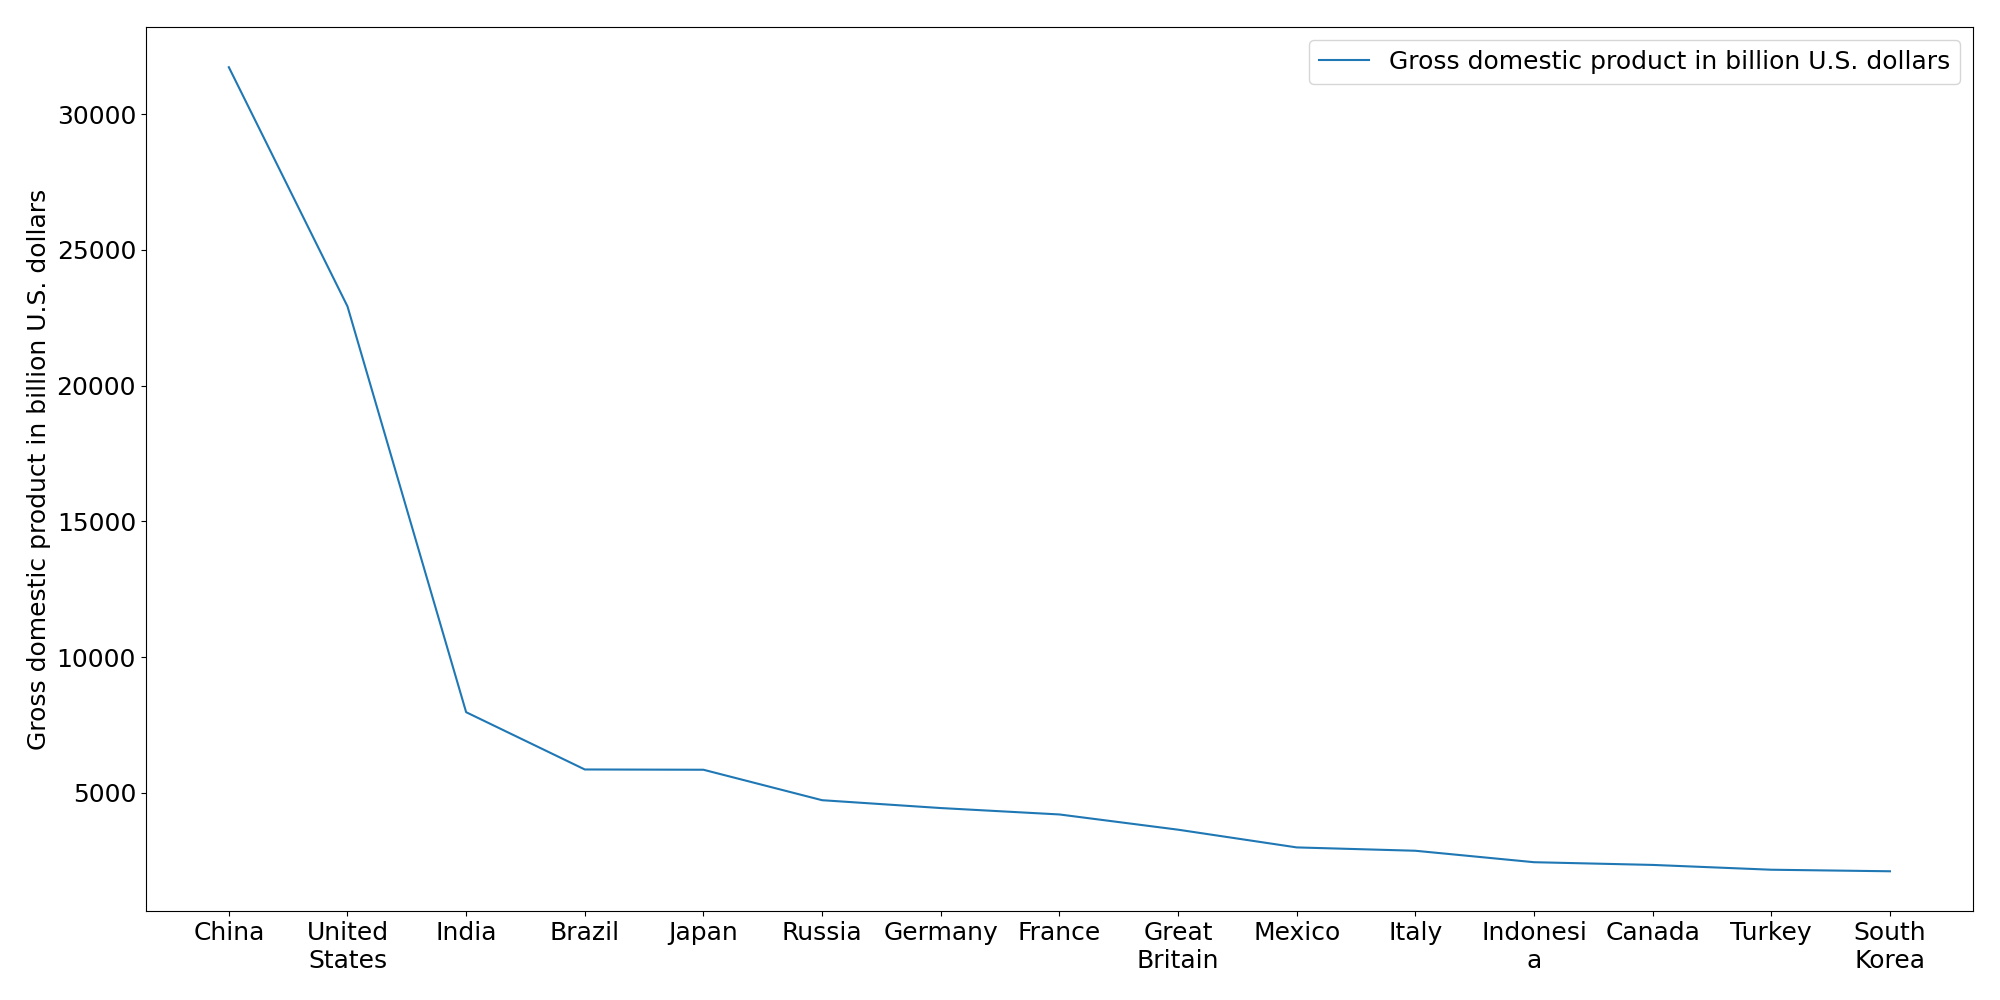 Gross domestic product in billion U.S. dollars
Gross domestic product in billion U.S. dollars
30000
25000
20000
15000
10000
5000
China
United
States
India
Brazil
Japan
Russia
Germany
France
Great
Britain
Mexico
Italy
Indonesi
a
Canada
Turkey
South
Korea